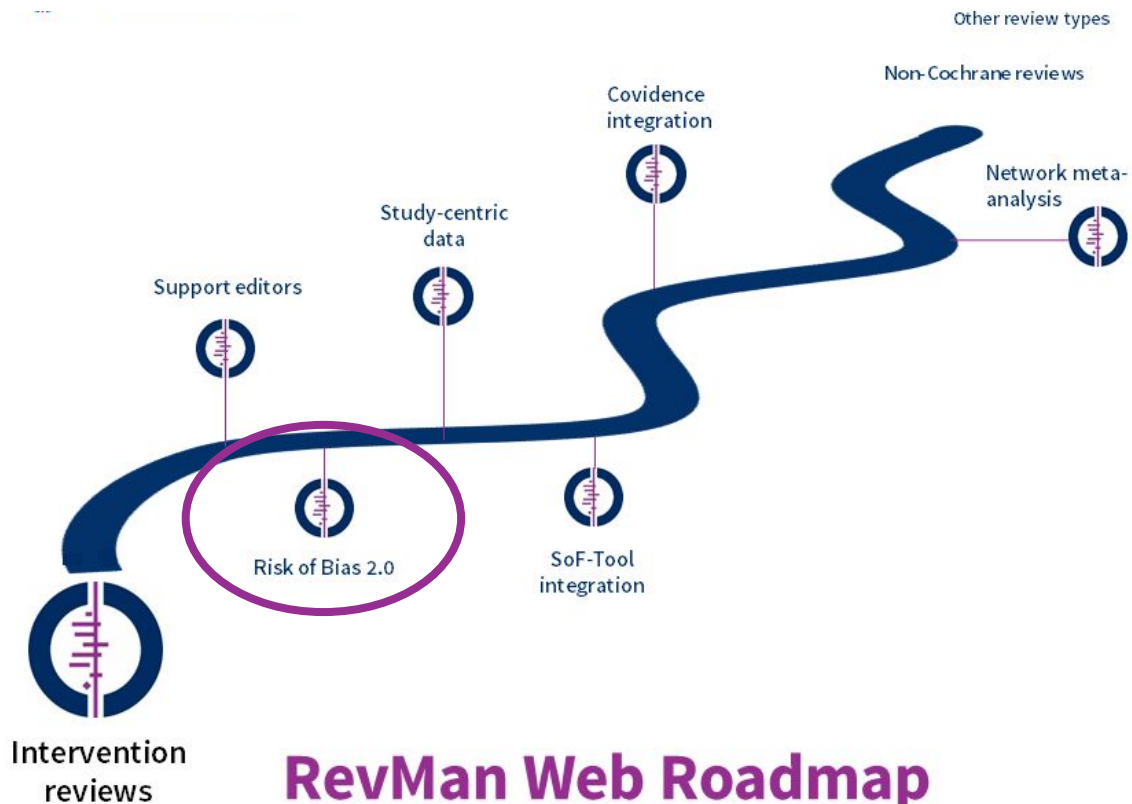 Other review types
Non-Cochrane reviews
Covidence
integration
Network meta-
analysis
Study-centric
data
Support editors
Risk of Bias 2.0
SoF-Tool
integration
Intervention
reviews
RevMan Web Roadmap